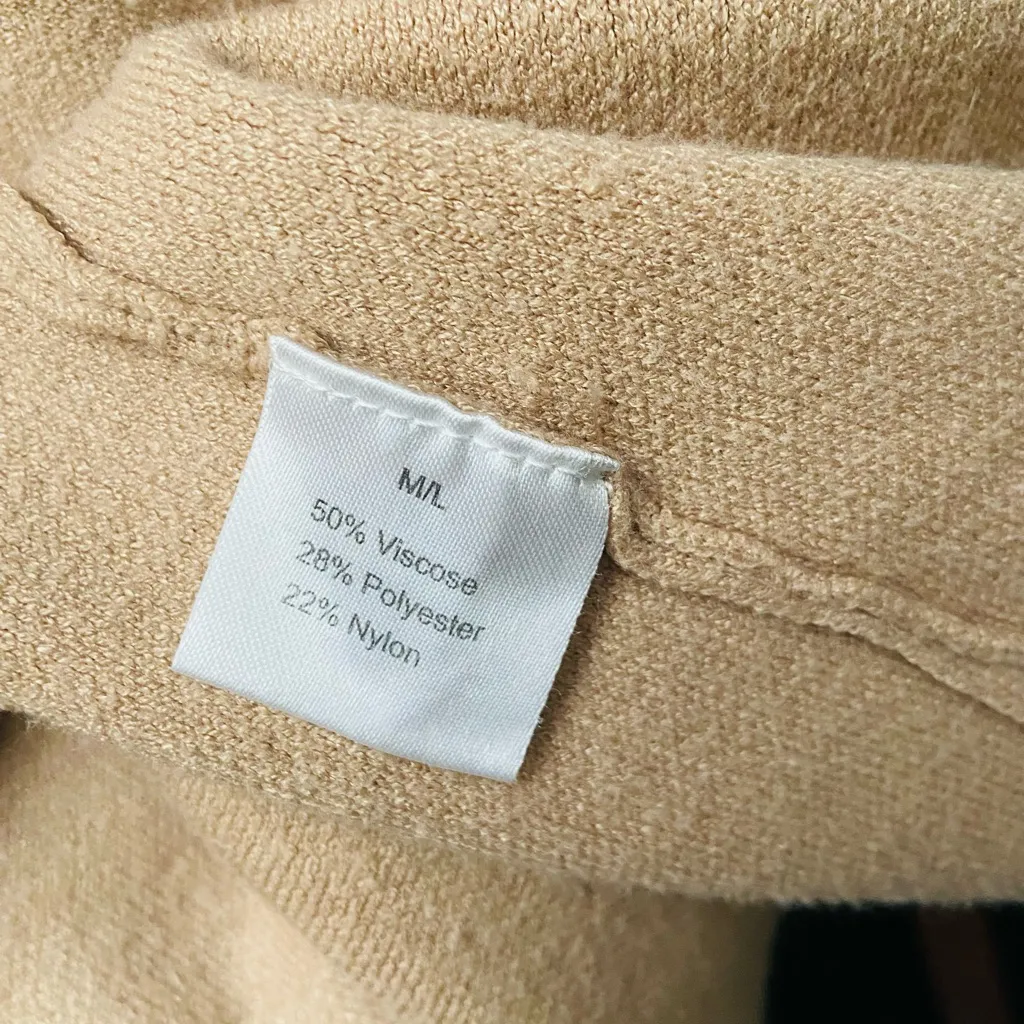 M/L
50% Viscose
28% Polyester
22% Nylon